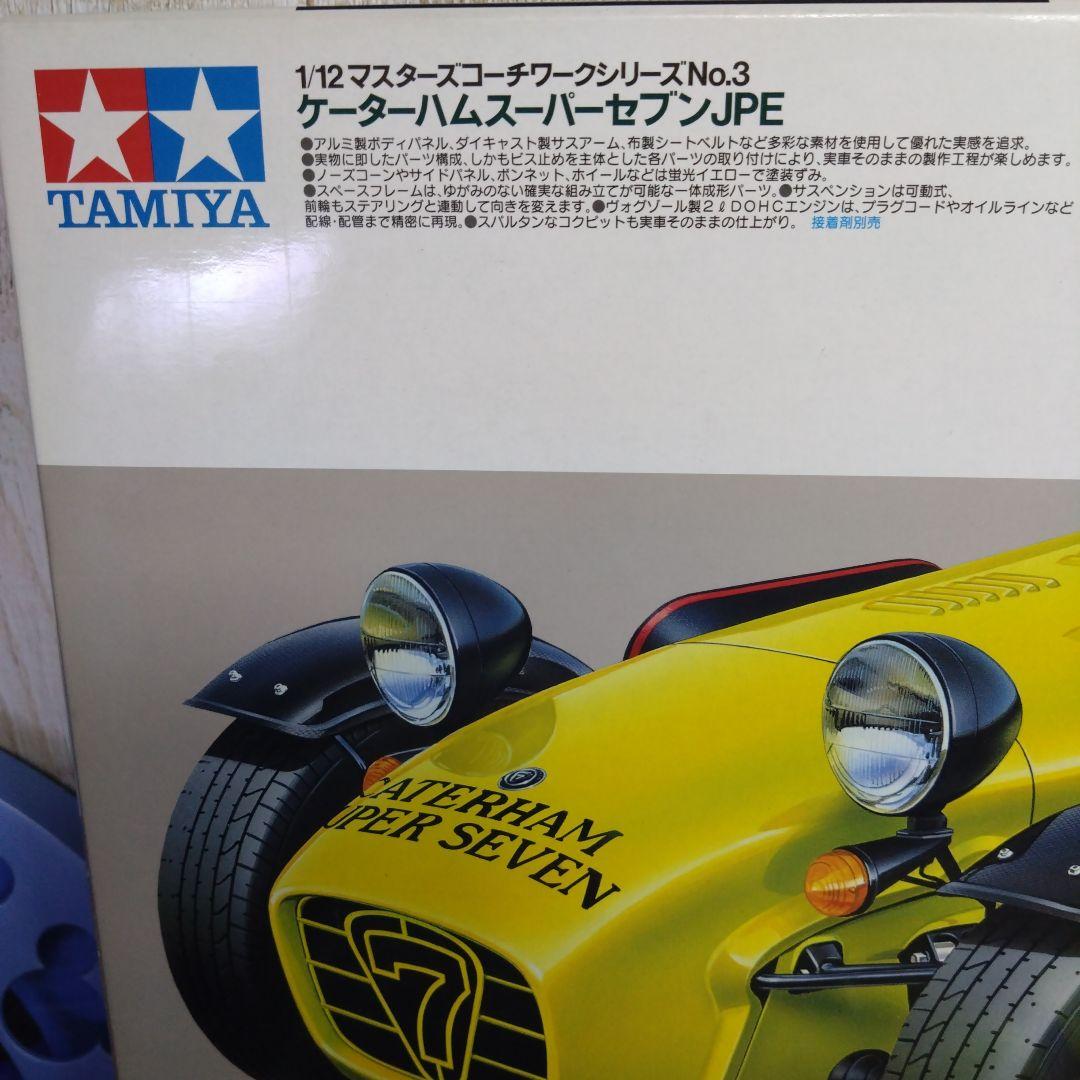 TAMIYA
1/12マスターズコーチワークシリーズNo.3
ケーターハムスーパーセブンJPE
●アルミ製ボディパネル、ダイキャスト製サスアーム、布製シートベルトなど多彩な素材を使用して優れた実感を追求。
●実物に即したパーツ構成、しかもビス止めを主体とした各パーツの取り付けにより、実車そのままの製作工程が楽しめます。
●ノーズコーンやサイドパネル、ボンネット、ホイールなどは蛍光イエローで塗装ずみ。
●スペースフレームは、ゆがみのない確実な組み立てが可能な一体成形パーツ。●サスペンションは可動式、
前輪もステアリングと連動して向きを変えます。●ヴォグゾール製2ℓDOHCエンジンは、プラグコードやオイルラインなど
配線・配管まで精密に再現。●スパルタンなコクピットも実車そのままの仕上がり。 接着剤別売
CATERHAM
SUPER SEVEN
7